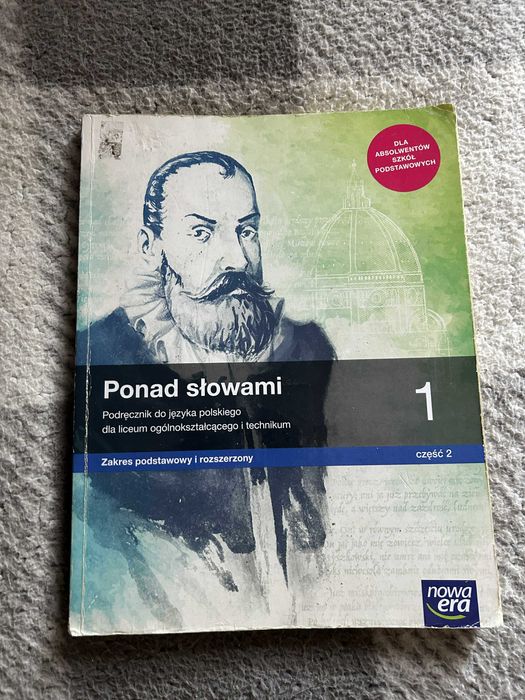 DLA
ABSOLWENTÓW
SZKÓŁ
PODSTAWOWYCH
Ponad słowami
1
Podręcznik do języka polskiego
dla liceum ogólnokształcącego i technikum
Zakres podstawowy i rozszerzony
część 2
nowa
era